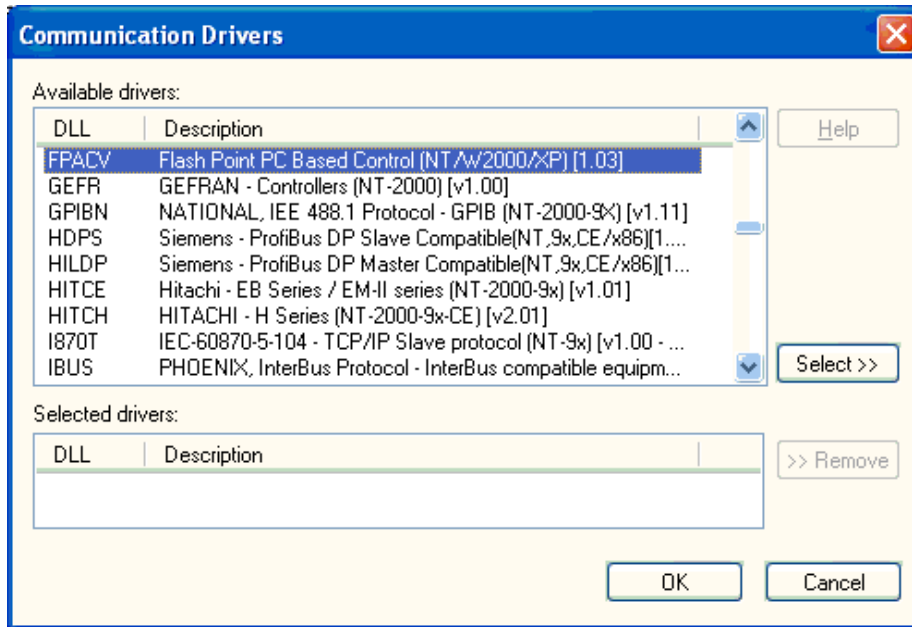 Communication Drivers
Available drivers:
DLL Description
FPACV Flash Point PC Based Control (NT/W2000/XP) [1.03]
GEFR GEFRAN - Controllers (NT-2000) [v1.00]
GPIBN NATIONAL, IEE 488.1 Protocol - GPIB (NT-2000-9X) [v1.11]
HDPS Siemens - ProfiBus DP Slave Compatible(NT,9x,CE/x86)[1....
HILDP Siemens - ProfiBus DP Master Compatible(NT,9x,CE/x86)[1...
HITCE Hitachi - EB Series / EM-II series (NT-2000-9x) [v1.01]
HITCH HITACHI - H Series (NT-2000-9x-CE) [v2.01]
I870T IEC-60870-5-104 - TCP/IP Slave protocol (NT-9x) [v1.00 - ...
IBUS PHOENIX, InterBus Protocol - InterBus compatible equipm...
Help
Select >>
Selected drivers:
DLL Description
>> Remove
OK Cancel